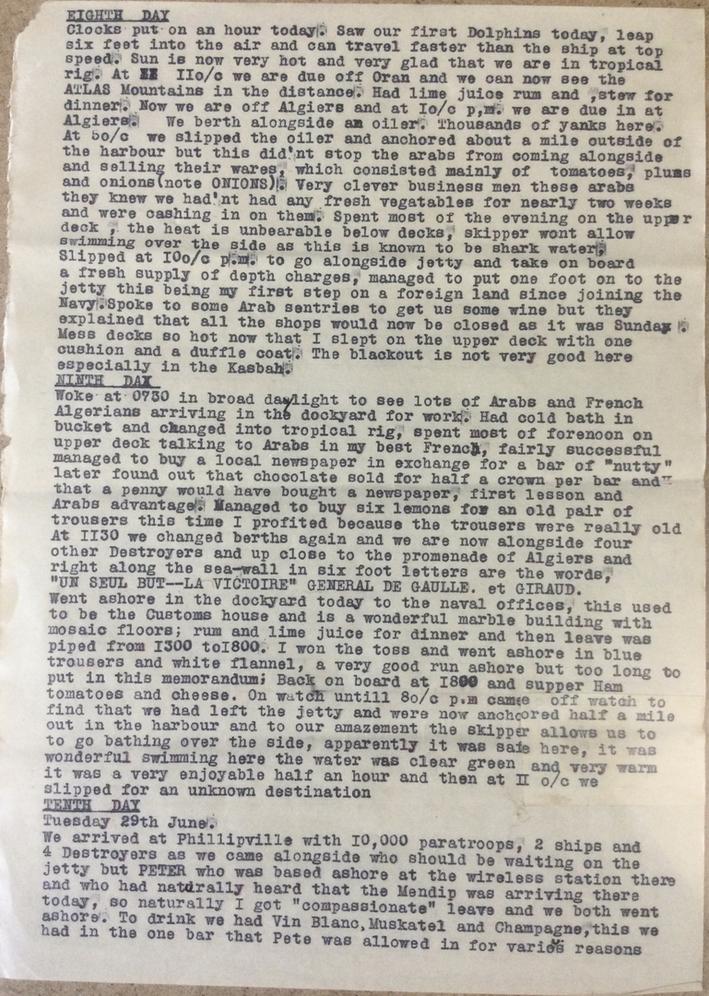 EIGHTH DAY
Clocks put on an hour today. Saw our first Dolphins today, leap
six feet into the air and can travel faster than the ship at top
speed. Sun is now very hot and very glad that we are in tropical
rig. At IIo/c we are due off Oran and we can now see the
ATLAS Mountains in the distance. Had lime juice rum and ,stew for
dinner. Now we are off Algiers and at Io/c p,m. we are due in at
Algiers. We berth alongside an oiler. Thousands of yanks here.
At 6o/c we slipped the oiler and anchored about a mile outside of
the harbour but this did'nt stop the arabs from coming alongside
and selling their wares, which consisted mainly of tomatoes, plums
and onions(note ONIONS). Very clever business men these arabs
they knew we had'nt had any fresh vegatables for nearly two weeks
and were cashing in on them. Spent most of the evening on the upper
deck , the heat is unbearable below decks, skipper wont allow
swimming over the side as this is known to be shark water.
Slipped at IOo/c p.m. to go alongside jetty and take on board
a fresh supply of depth charges, managed to put one foot on to the
jetty this being my first step on a foreign land since joining the
Navy.Spoke to some Arab sentries to get us some wine but they
explained that all the shops would now be closed as it was Sunday .
Mess decks so hot now that I slept on the upper deck with one
cushion and a duffle coat. The blackout is not very good here
especially in the Kasbah.
NINTH DAY
Woke at 0730 in broad daylight to see lots of Arabs and French
Algerians arriving in the dockyard for work. Had cold bath in
bucket and changed into tropical rig, spent most of forenoon on
upper deck talking to Arabs in my best French, fairly successful
managed to buy a local newspaper in exchange for a bar of "nutty"
later found out that chocolate sold for half a crown per bar and"
that a penny would have bought a newspaper, first lesson and
Arabs advantage. Managed to buy six lemons for an old pair of
trousers this time I profited because the trousers were really old
At II30 we changed berths again and we are now alongside four
other Destroyers and up close to the promenade of Algiers and
right along the sea-wall in six foot letters are the words,
"UN SEUL BUT--LA VICTOIRE" GENERAL DE GAULLE. et GIRAUD.
Went ashore in the dockyard today to the naval offices, this used
to be the Customs house and is a wonderful marble building with
mosaic floors; rum and lime juice for dinner and then leave was
piped from I300 toI800. I won the toss and went ashore in blue
trousers and white flannel, a very good run ashore but too long to
put in this memorandum; Back on board at I800 and supper Ham
tomatoes and cheese. On watch untill 8o/c p.m came off watch to
find that we had left the jetty and were now anchored half a mile
out in the harbour and to our amazement the skipper allows us to
to go bathing over the side, apparently it was safe here, it was
wonderful swimming here the water was clear green and very warm
it was a very enjoyable half an hour and then at II o/c we
slipped for an unknown destination
TENTH DAY
Tuesday 29th June.
We arrived at Phillipville with IO,000 paratroops, 2 ships and
4 Destroyers as we came alongside who should be waiting on the
jetty but PETER who was based ashore at the wireless station there
and who had naturally heard that the Mendip was arriving there
today, so naturally I got "compassionate" leave and we both went
ashore. To drink we had Vin Blanc,Muskatel and Champagne,this we
had in the one bar that Pete was allowed in for varies reasons